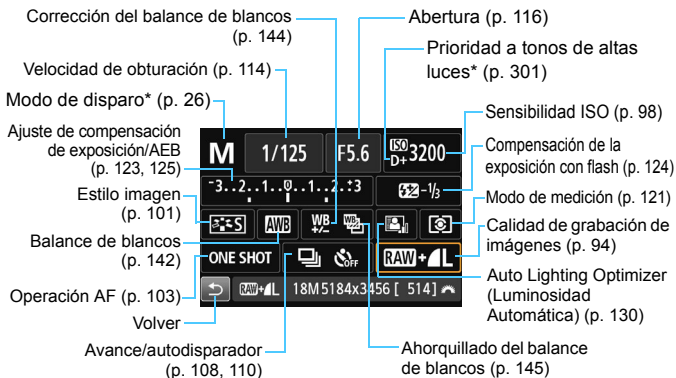 Corrección del balance de blancos
(p. 144)
Abertura (p. 116)
Prioridad a tonos de altas
luces* (p. 301)
Velocidad de obturación (p. 114)
Modo de disparo* (p. 26)
Sensibilidad ISO (p. 98)
Ajuste de compensación
de exposición/AEB
(p. 123, 125)
Compensación de la
exposición con flash (p. 124)
Estilo imagen
(p. 101)
Modo de medición (p. 121)
Balance de blancos
(p. 142)
Calidad de grabación de
imágenes (p. 94)
Operación AF (p. 103)
Auto Lighting Optimizer
(Luminosidad
Automática) (p. 130)
Volver
Avance/autodisparador
(p. 108, 110)
Ahorquillado del balance
de blancos (p. 145)
M 1/125 F5.6 ISO D+ 3200
-3..2..1..0..1..2.:+3 -1/3
S AWB WB +/- WB
ONE SHOT OFF RAW+L
RAW+L 18M 5184x3456 [ 514]